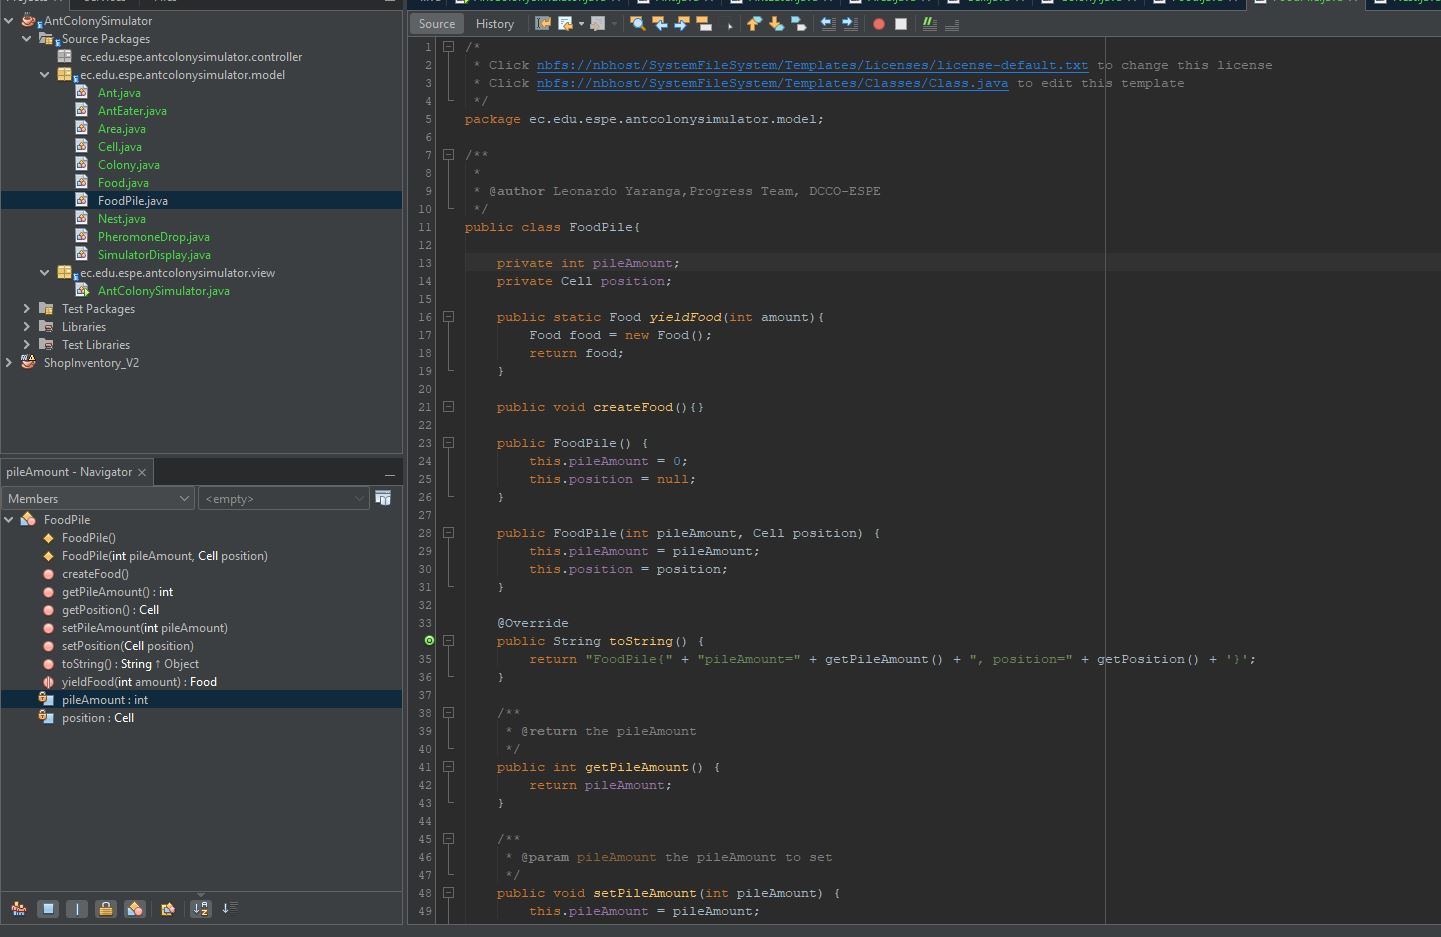 AntColonySimulator
Source Packages
ec.edu.espe.antcolonysimulator.controller
ec.edu.espe.antcolonysimulator.model
Ant.java
AntEater.java
Area.java
Cell.java
Colony.java
Food.java
FoodPile.java
Nest.java
PheromoneDrop.java
SimulatorDisplay.java
ec.edu.espe.antcolonysimulator.view
AntColonySimulator.java
Test Packages
Libraries
Test Libraries
ShopInventory_V2
pileAmount - Navigator
Members
<empty>
FoodPile
FoodPile()
FoodPile(int pileAmount, Cell position)
createFood()
getPileAmount() : int
getPosition() : Cell
setPileAmount(int pileAmount)
setPosition(Cell position)
toString() : String ↑ Object
yieldFood(int amount) : Food
pileAmount : int
position : Cell
Source History
1 /*
2 * Click nbfs://nbhost/SystemFileSystem/Templates/Licenses/license-default.txt to change this license
3 * Click nbfs://nbhost/SystemFileSystem/Templates/Classes/Class.java to edit this template
4 */
5 package ec.edu.espe.antcolonysimulator.model;
6
7 /**
8 *
9 * @author Leonardo Yaranga,Progress Team, DCCO-ESPE
10 */
11 public class FoodPile{
12
13 private int pileAmount;
14 private Cell position;
15
16 public static Food yieldFood(int amount){
17 Food food = new Food();
18 return food;
19 }
20
21 public void createFood(){}
22
23 public FoodPile() {
24 this.pileAmount = 0;
25 this.position = null;
26 }
27
28 public FoodPile(int pileAmount, Cell position) {
29 this.pileAmount = pileAmount;
30 this.position = position;
31 }
32
33 @Override
public String toString() {
35 return "FoodPile{" + "pileAmount=" + getPileAmount() + ", position=" + getPosition() + '}';
36 }
37
38 /**
39 * @return the pileAmount
40 */
41 public int getPileAmount() {
42 return pileAmount;
43 }
44
45 /**
46 * @param pileAmount the pileAmount to set
47 */
48 public void setPileAmount(int pileAmount) {
49 this.pileAmount = pileAmount;